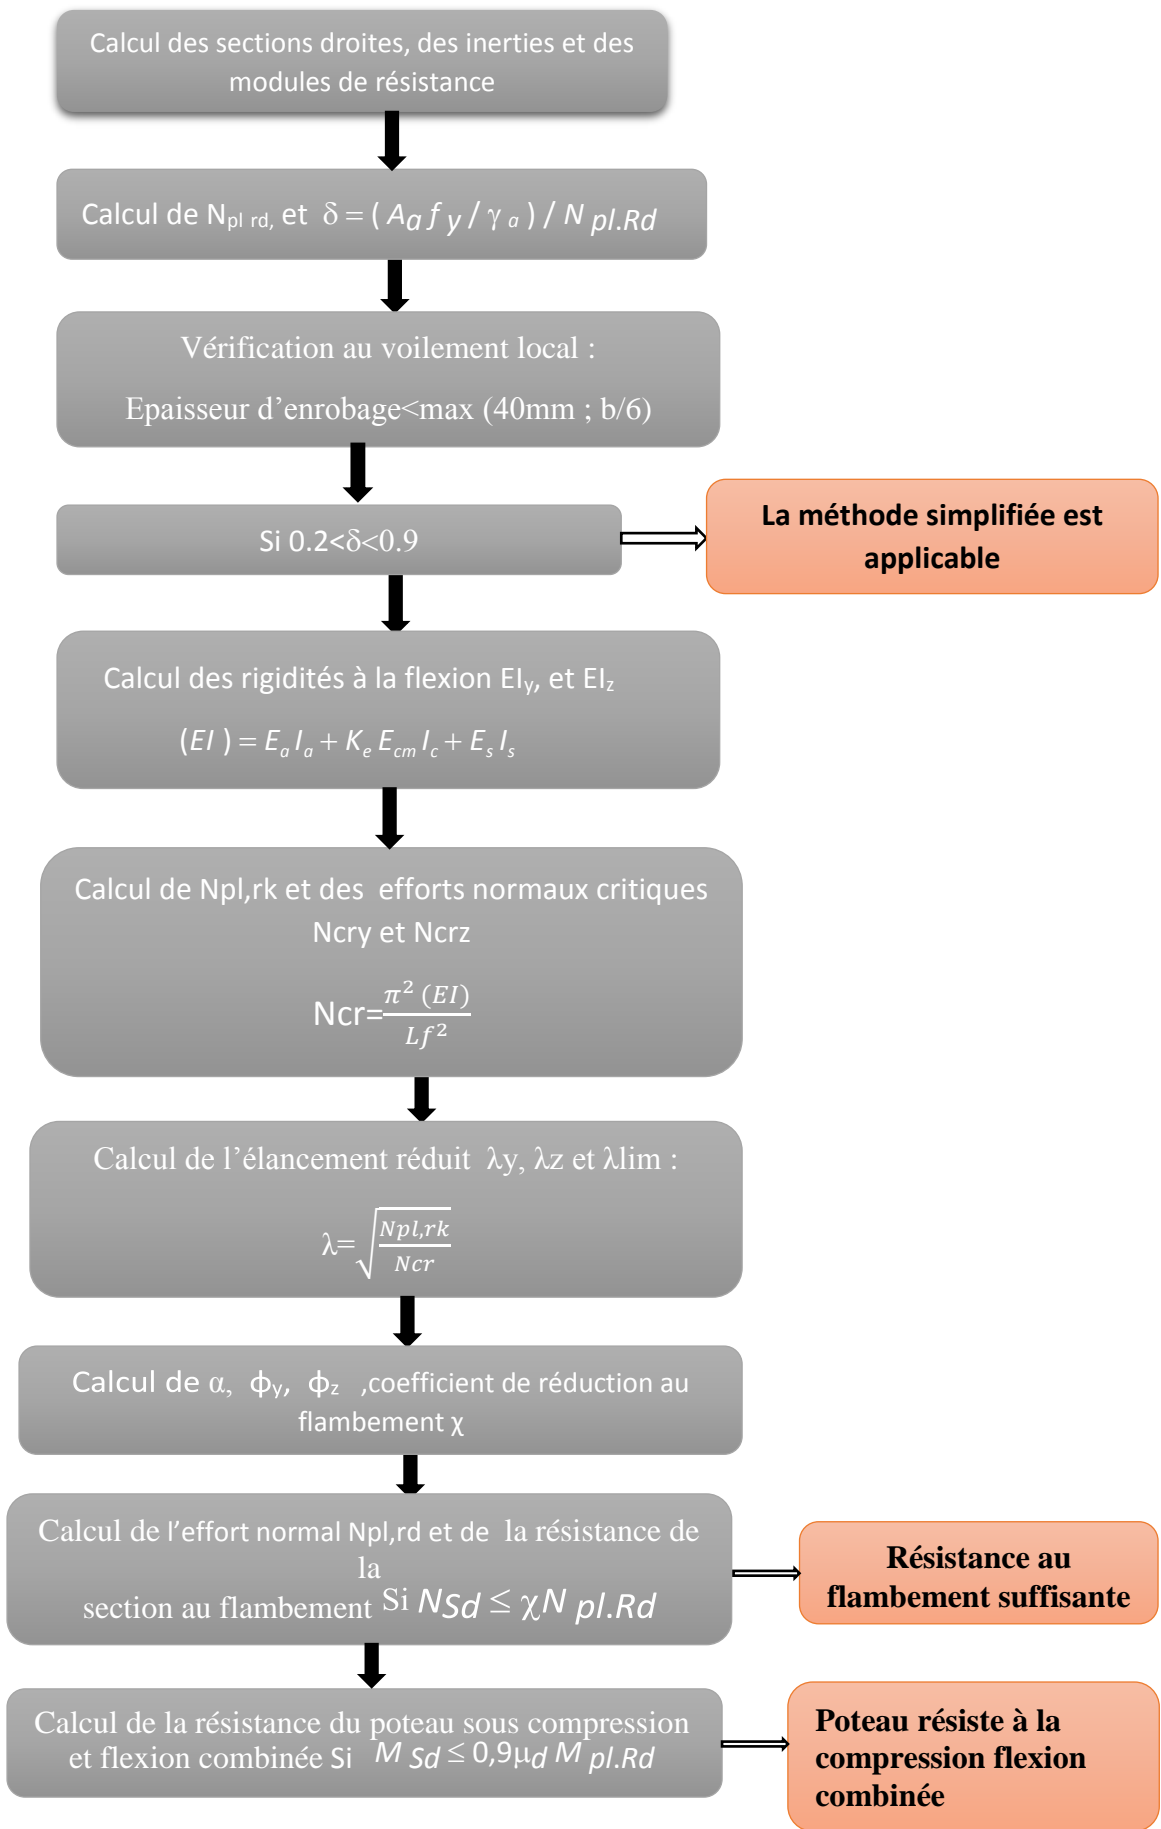 Calcul des sections droites, des inerties et des
modules de résistance
Calcul de Npl rd, et δ = ( Aa f y / γ a ) / N pl.Rd
Vérification au voilement local :
Epaisseur d’enrobage<max (40mm ; b/6)
Si 0.2<δ<0.9
La méthode simplifiée est
applicable
Calcul des rigidités à la flexion EIy, et EIz
(EI ) = Ea Ia + Ke Ecm Ic + Es Is
Calcul de Npl,rk et des efforts normaux critiques
Ncry et Ncrz
Ncr=π² (EI)/Lf²
Calcul de l’élancement réduit λy, λz et λlim :
λ=√(Npl,rk/Ncr)
Calcul de α, ϕy, ϕz ,coefficient de réduction au
flambement χ
Calcul de l’effort normal Npl,rd et de la résistance de
la
section au flambement Si NSd ≤ χN pl.Rd
Résistance au
flambement suffisante
Calcul de la résistance du poteau sous compression
et flexion combinée Si M Sd ≤ 0,9μd M pl.Rd
Poteau résiste à la
compression flexion
combinée